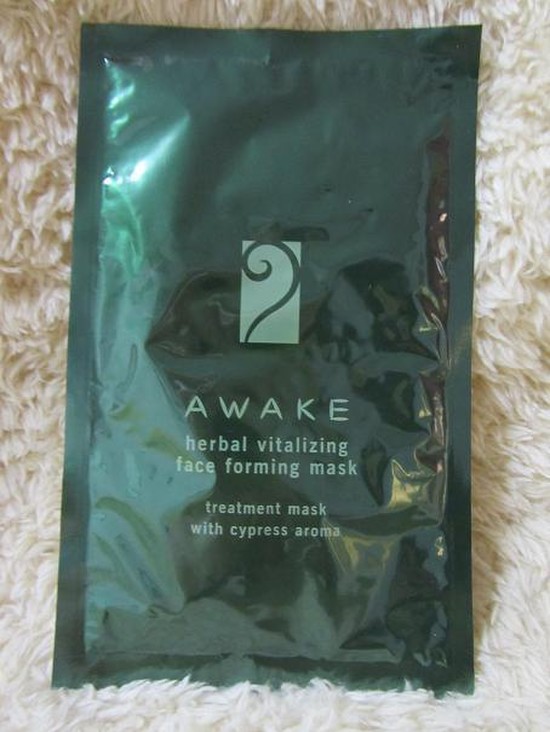 AWAKE
herbal vitalizing
face forming mask
treatment mask
with cypress aroma